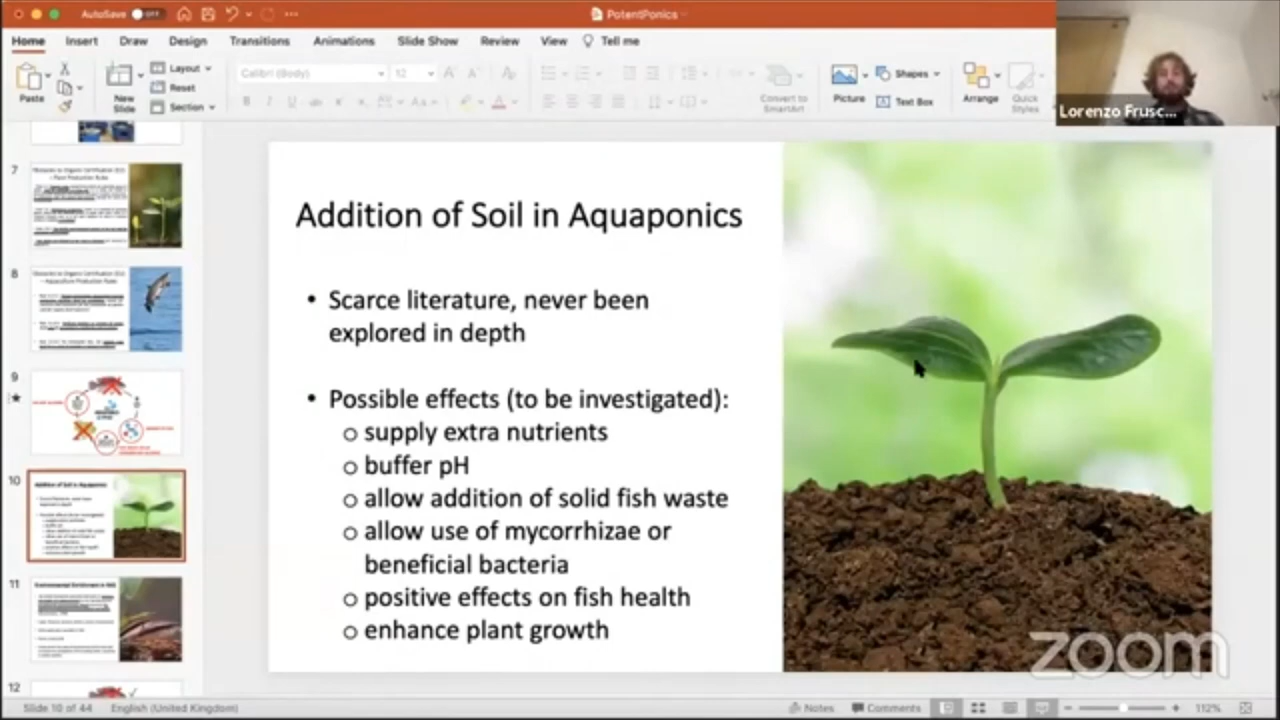 AutoSave OFF
PotentPonics
Home Insert Draw Design Transitions Animations Slide Show Review View Tell me
Paste
New Slide
Layout
Reset
Section
Calibri (Body) 12
Convert to SmartArt
Picture
Shapes
Text Box
Arrange
Quick Styles
Lorenzo Frusc...
7
8
9
10
11
12
Addition of Soil in Aquaponics
• Scarce literature, never been
explored in depth
• Possible effects (to be investigated):
o supply extra nutrients
o buffer pH
o allow addition of solid fish waste
o allow use of mycorrhizae or
beneficial bacteria
o positive effects on fish health
o enhance plant growth
zoom
Slide 10 of 44 English (United Kingdom) Notes Comments 112%